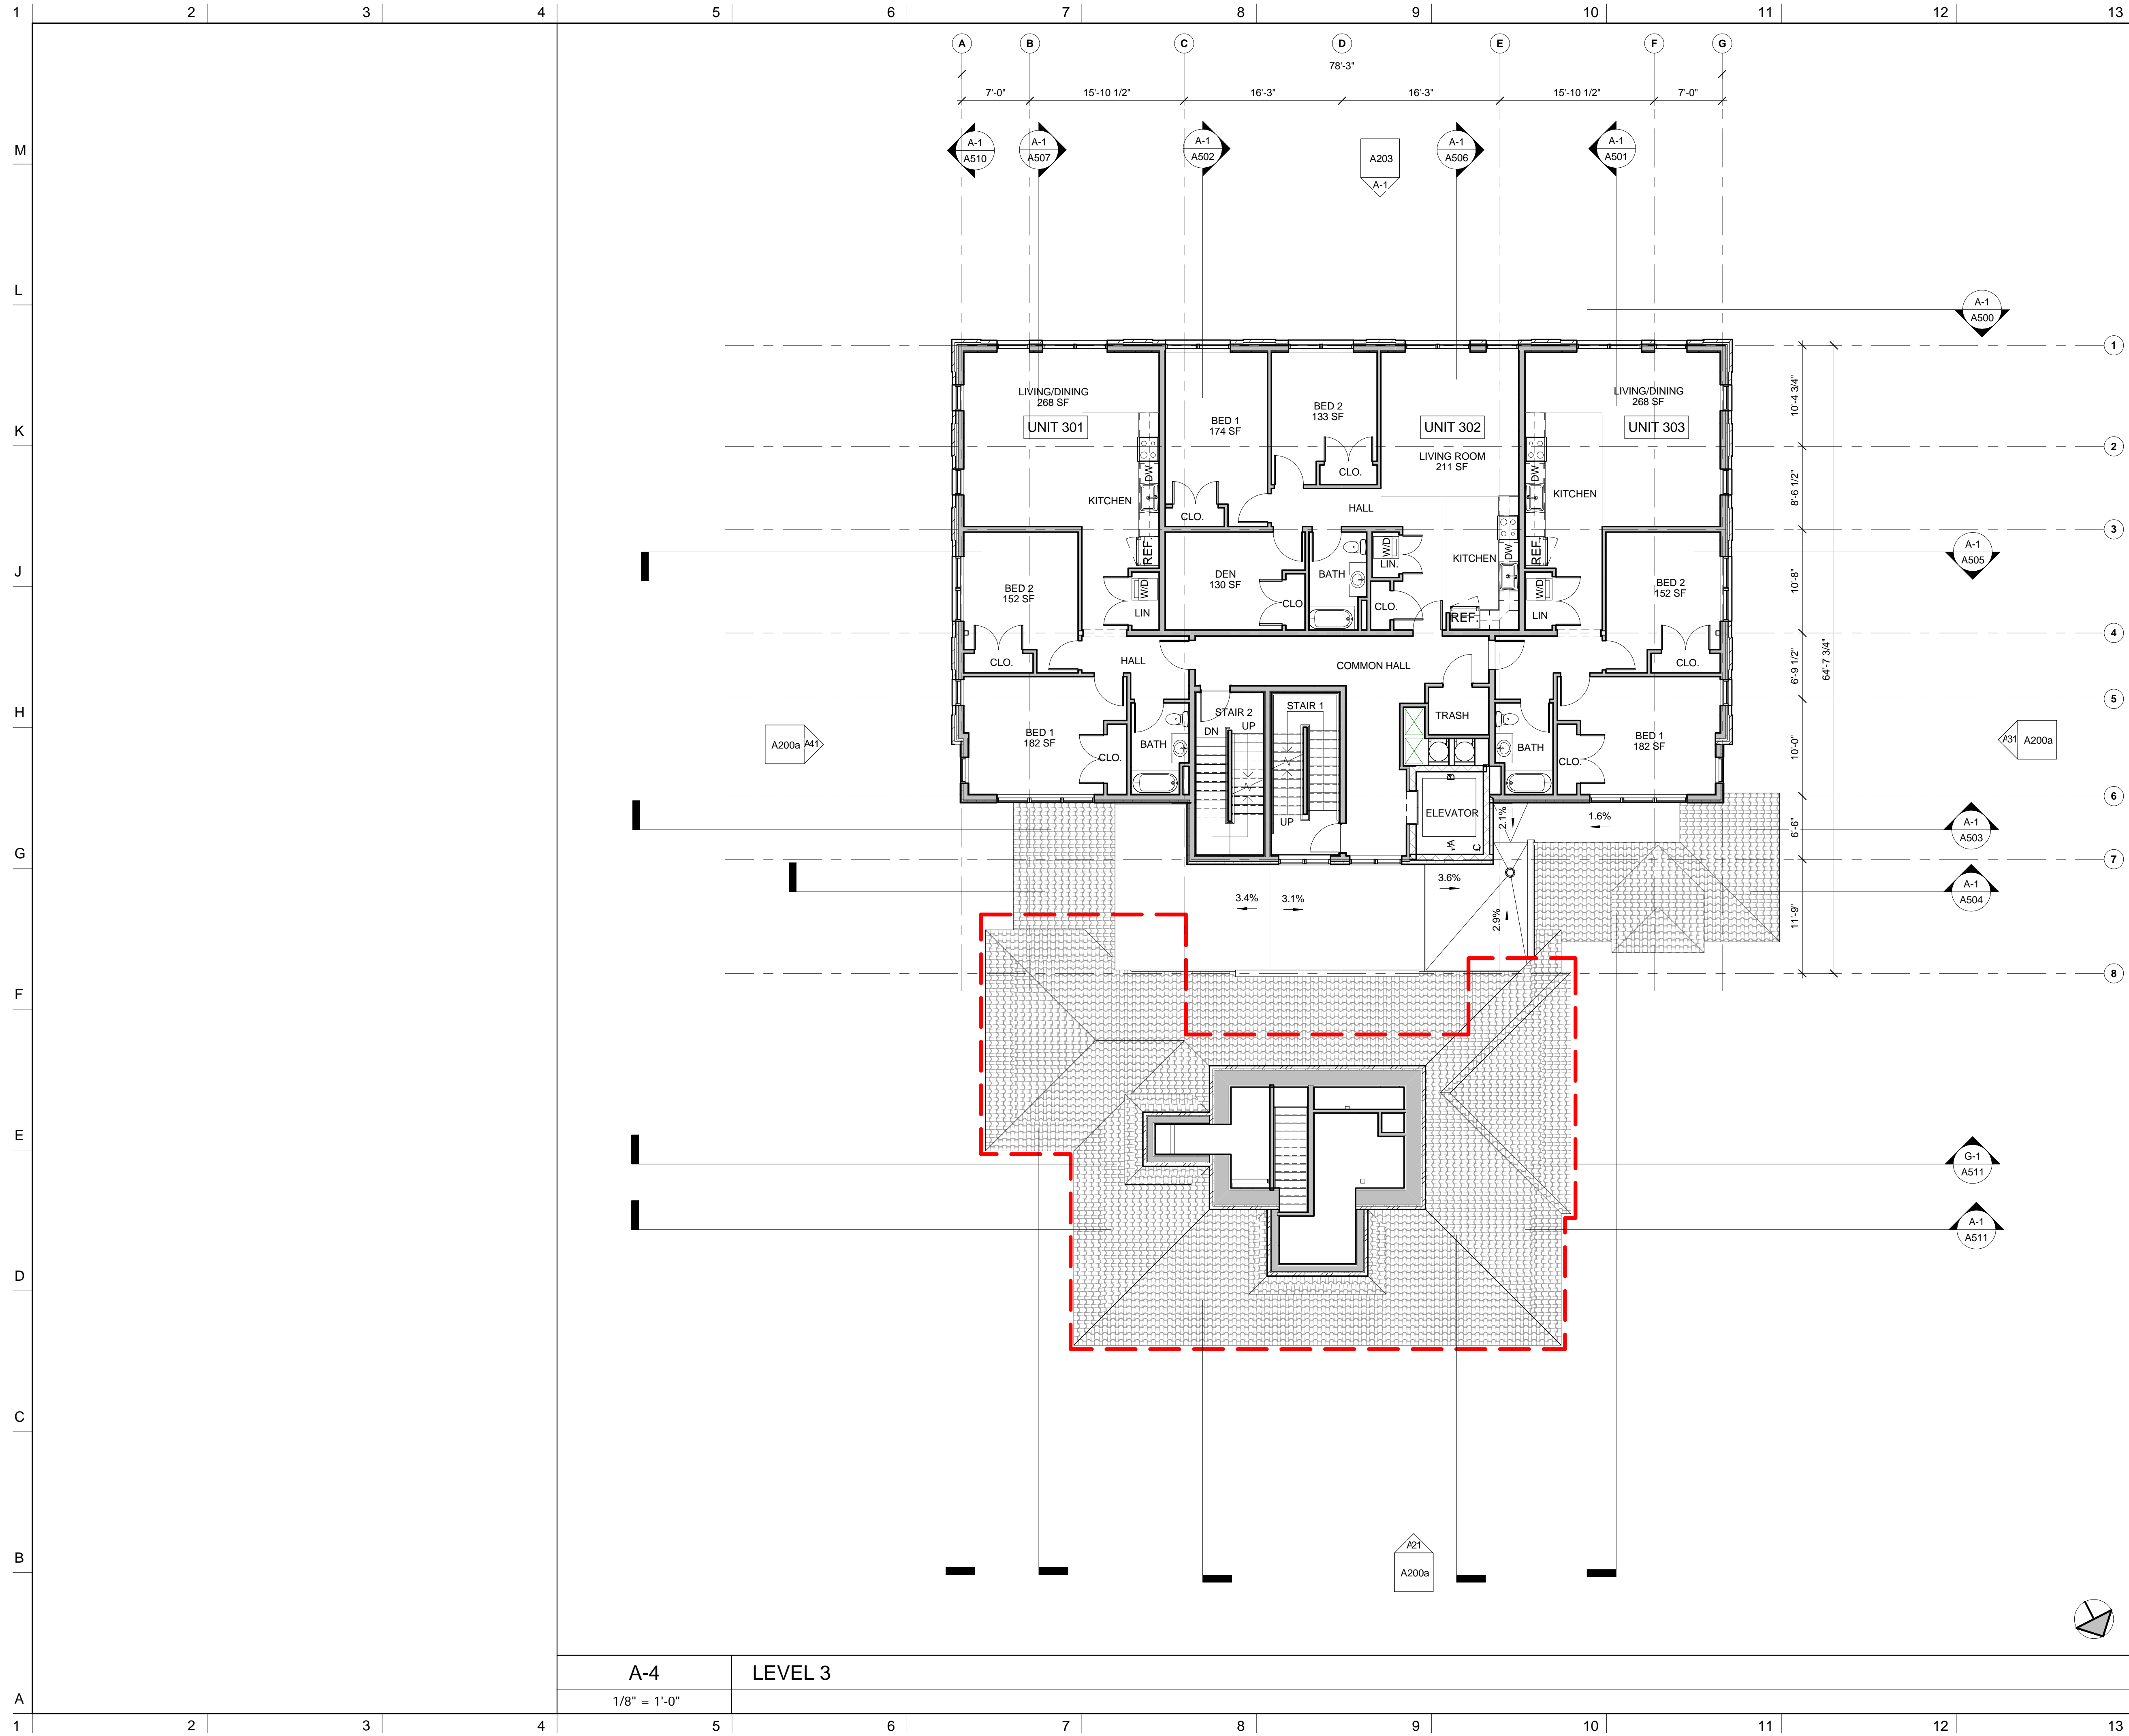 1 2 3 4 5 6 7 8 9 10 11 12 13
A B C D E F G
78'-3"
7'-0" 15'-10 1/2" 16'-3" 16'-3" 15'-10 1/2" 7'-0"
M
A-1
A510
A-1
A507
A-1
A502
A203
A-1
A-1
A506
A-1
A501
L
A-1
A500
1
10'-4 3/4"
LIVING/DINING
268 SF
UNIT 301
BED 1
174 SF
BED 2
133 SF
UNIT 302
LIVING ROOM
211 SF
LIVING/DINING
268 SF
UNIT 303
K
2
CLO.
DW
DW
KITCHEN
CLO.
HALL
KITCHEN
8'-6 1/2"
3
J
REF.
W/D
LIN
DEN
130 SF
CLO.
BATH
W/D
LIN.
CLO.
KITCHEN
DW
REF.
REF.
W/D
LIN
BED 2
152 SF
BED 2
152 SF
A-1
A505
10'-8"
4
64'-7 3/4"
CLO.
HALL
COMMON HALL
CLO.
6'-9 1/2"
5
H
STAIR 2
DN
UP
STAIR 1
UP
TRASH
BED 1
182 SF
CLO.
BATH
BATH
CLO.
BED 1
182 SF
A200a A41
A31 A200a
10'-0"
6
ELEVATOR
B
A
C
2.1%
1.6%
6'-6"
A-1
A503
G
7
3.6%
3.4%
3.1%
2.9%
A-1
A504
11'-9"
8
F
E
G-1
A511
A-1
A511
D
C
B
A21
A200a
A-4 LEVEL 3
1/8" = 1'-0"
A
1 2 3 4 5 6 7 8 9 10 11 12 13